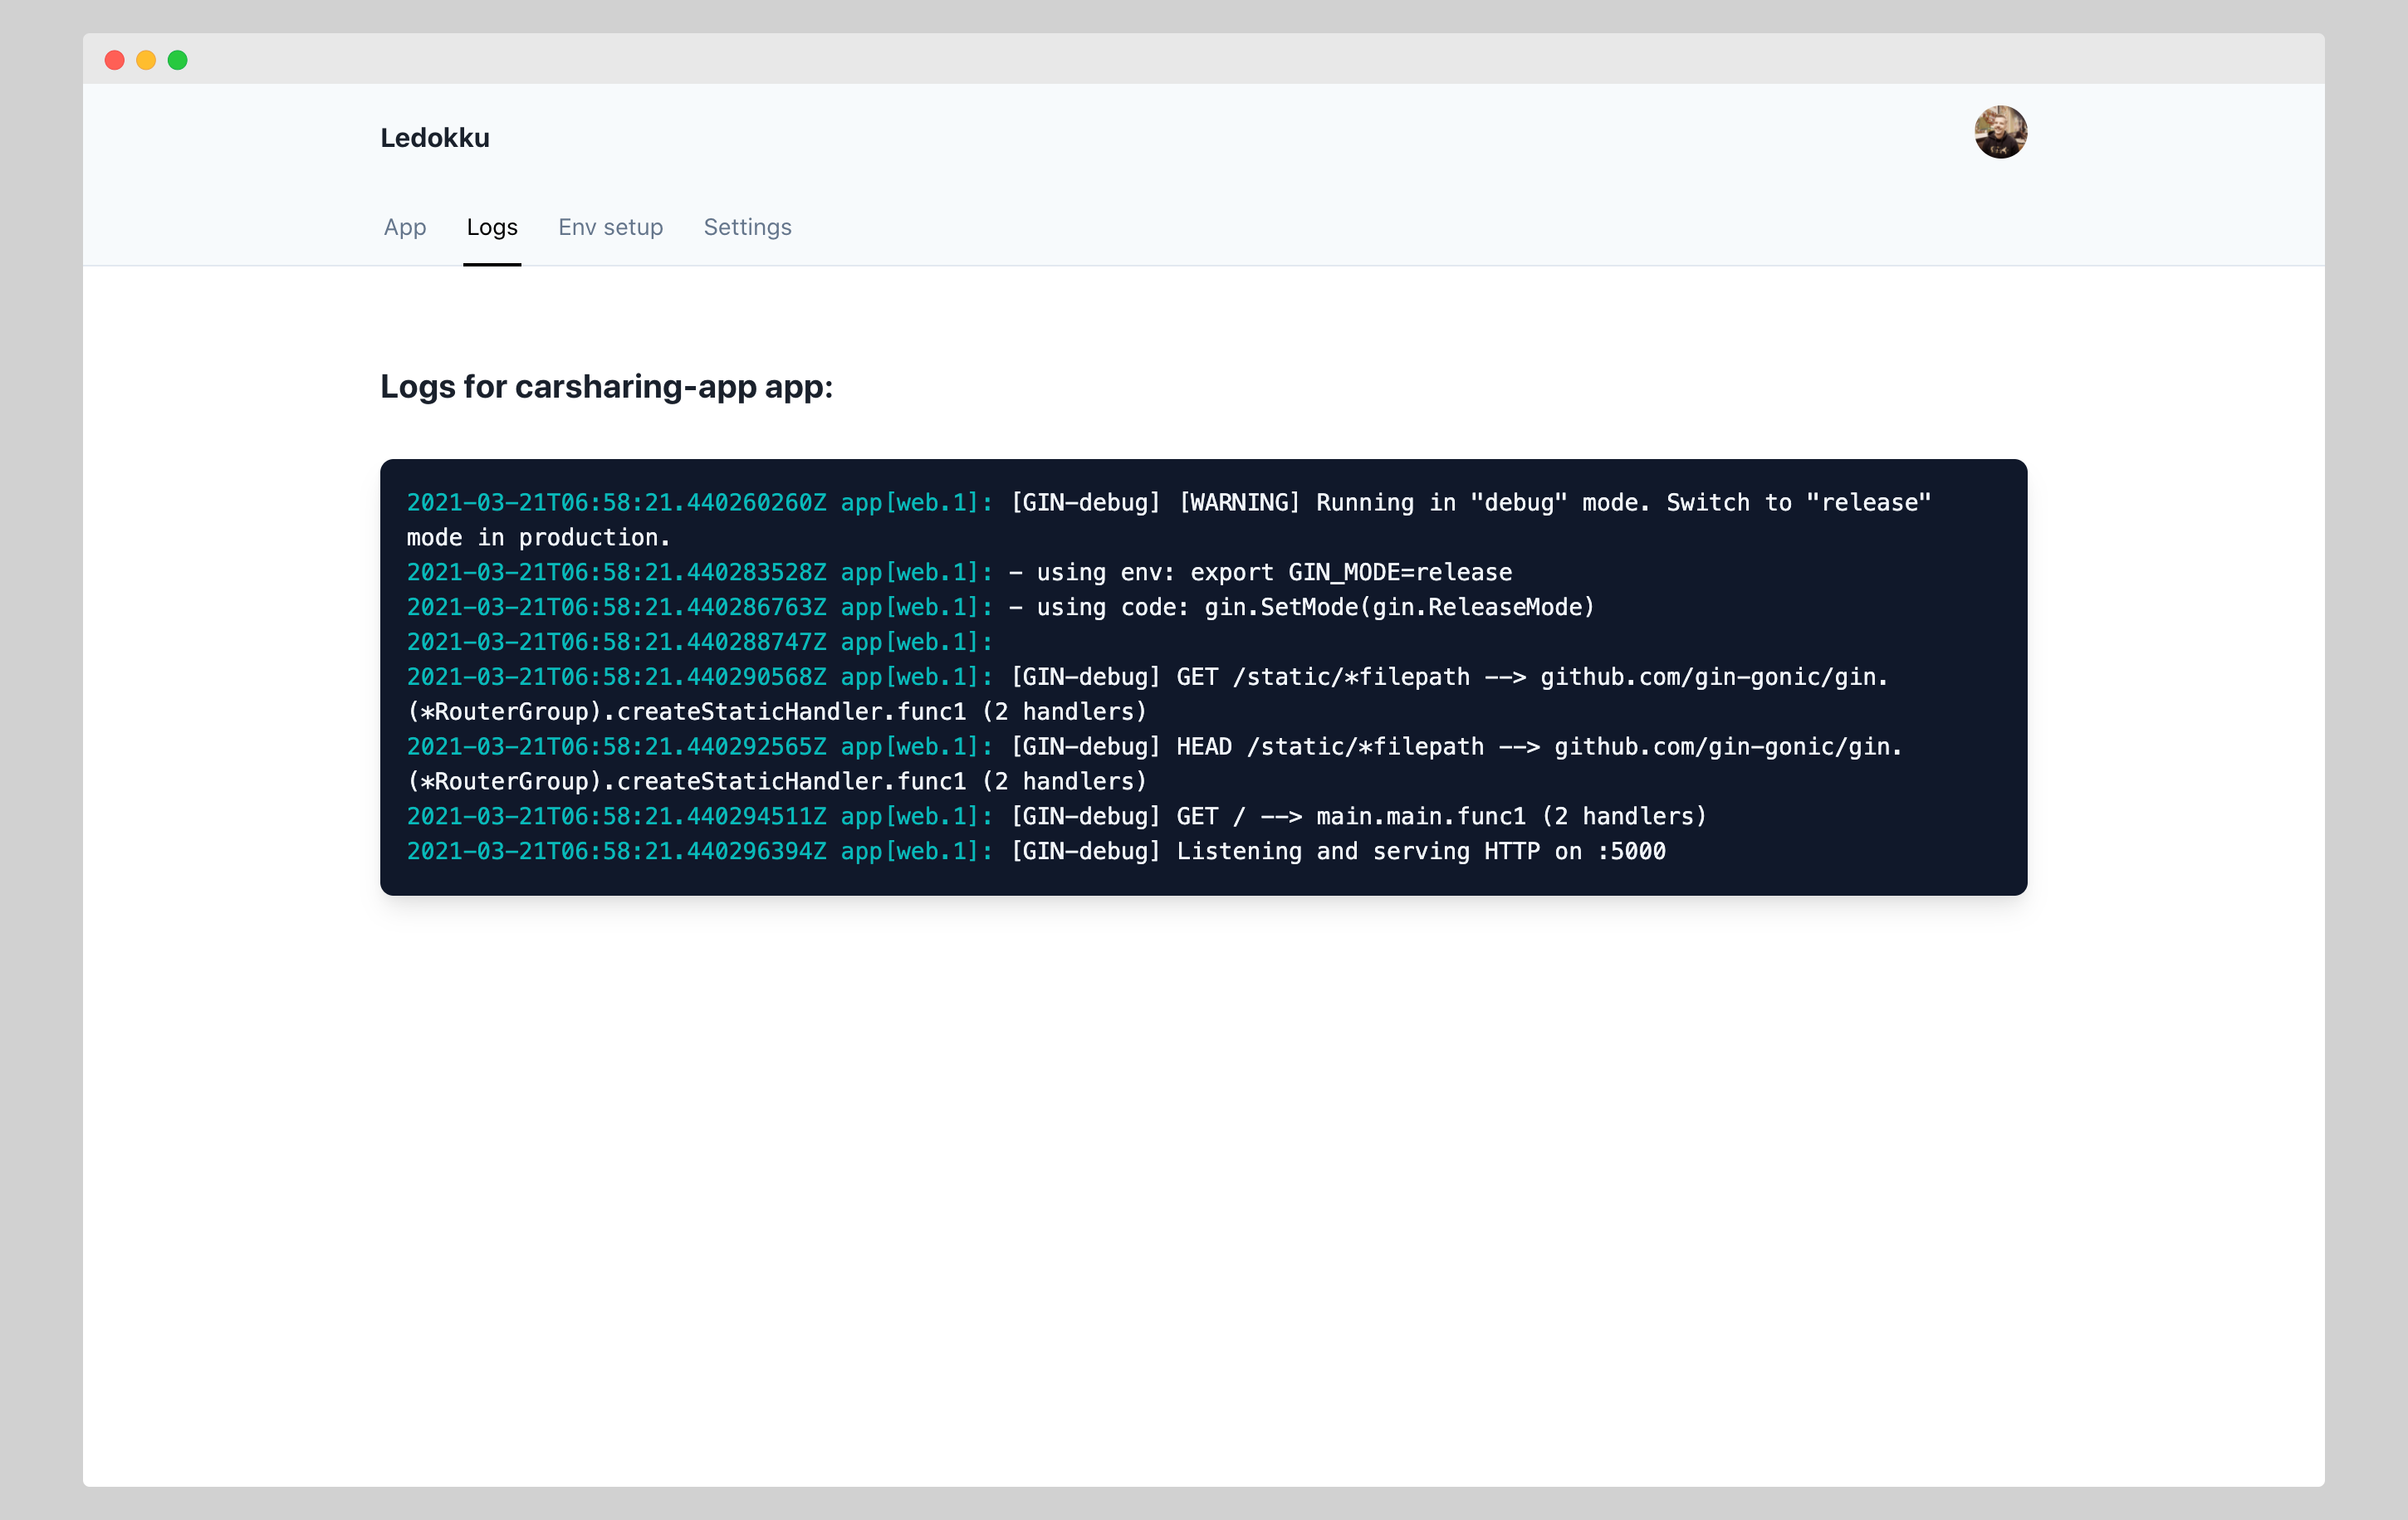 Ledokku
App Logs Env setup Settings
Logs for carsharing-app app:
2021-03-21T06:58:21.440260260Z app[web.1]: [GIN-debug] [WARNING] Running in "debug" mode. Switch to "release"
mode in production.
2021-03-21T06:58:21.440283528Z app[web.1]: - using env: export GIN_MODE=release
2021-03-21T06:58:21.440286763Z app[web.1]: - using code: gin.SetMode(gin.ReleaseMode)
2021-03-21T06:58:21.440288747Z app[web.1]:
2021-03-21T06:58:21.440290568Z app[web.1]: [GIN-debug] GET /static/*filepath --> github.com/gin-gonic/gin.
(*RouterGroup).createStaticHandler.func1 (2 handlers)
2021-03-21T06:58:21.440292565Z app[web.1]: [GIN-debug] HEAD /static/*filepath --> github.com/gin-gonic/gin.
(*RouterGroup).createStaticHandler.func1 (2 handlers)
2021-03-21T06:58:21.440294511Z app[web.1]: [GIN-debug] GET / --> main.main.func1 (2 handlers)
2021-03-21T06:58:21.440296394Z app[web.1]: [GIN-debug] Listening and serving HTTP on :5000